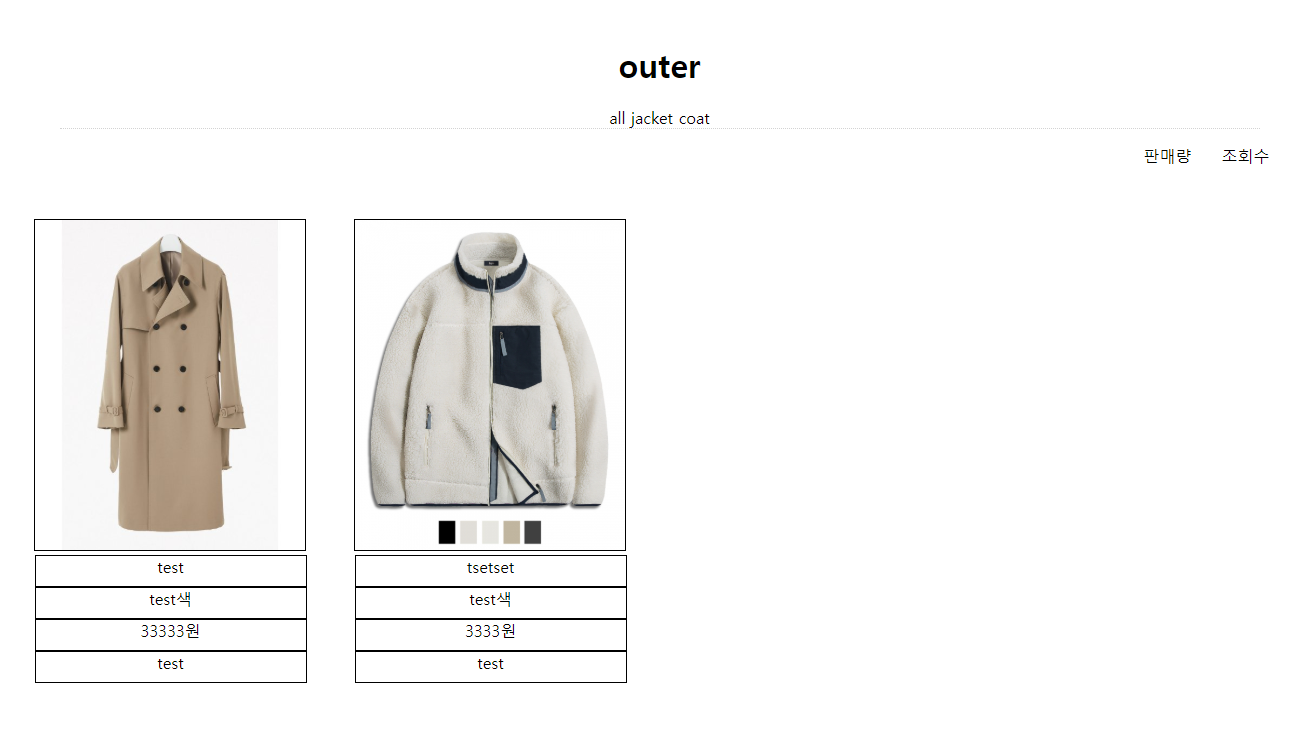 outer
all jacket coat
판매량 조회수
test
test색
33333원
test
tsetset
test색
3333원
test